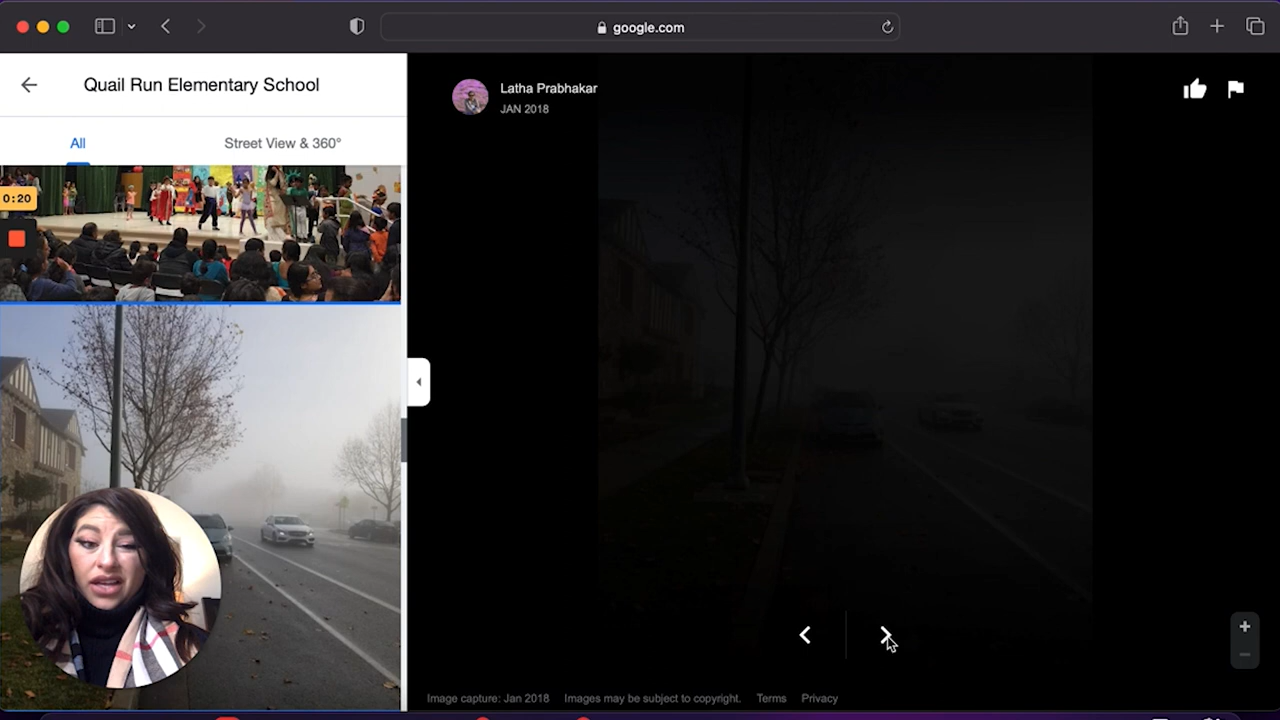 google.com
Quail Run Elementary School
All
Street View & 360°
Latha Prabhakar
JAN 2018
0:20
Image capture: Jan 2018
Images may be subject to copyright.
Terms
Privacy